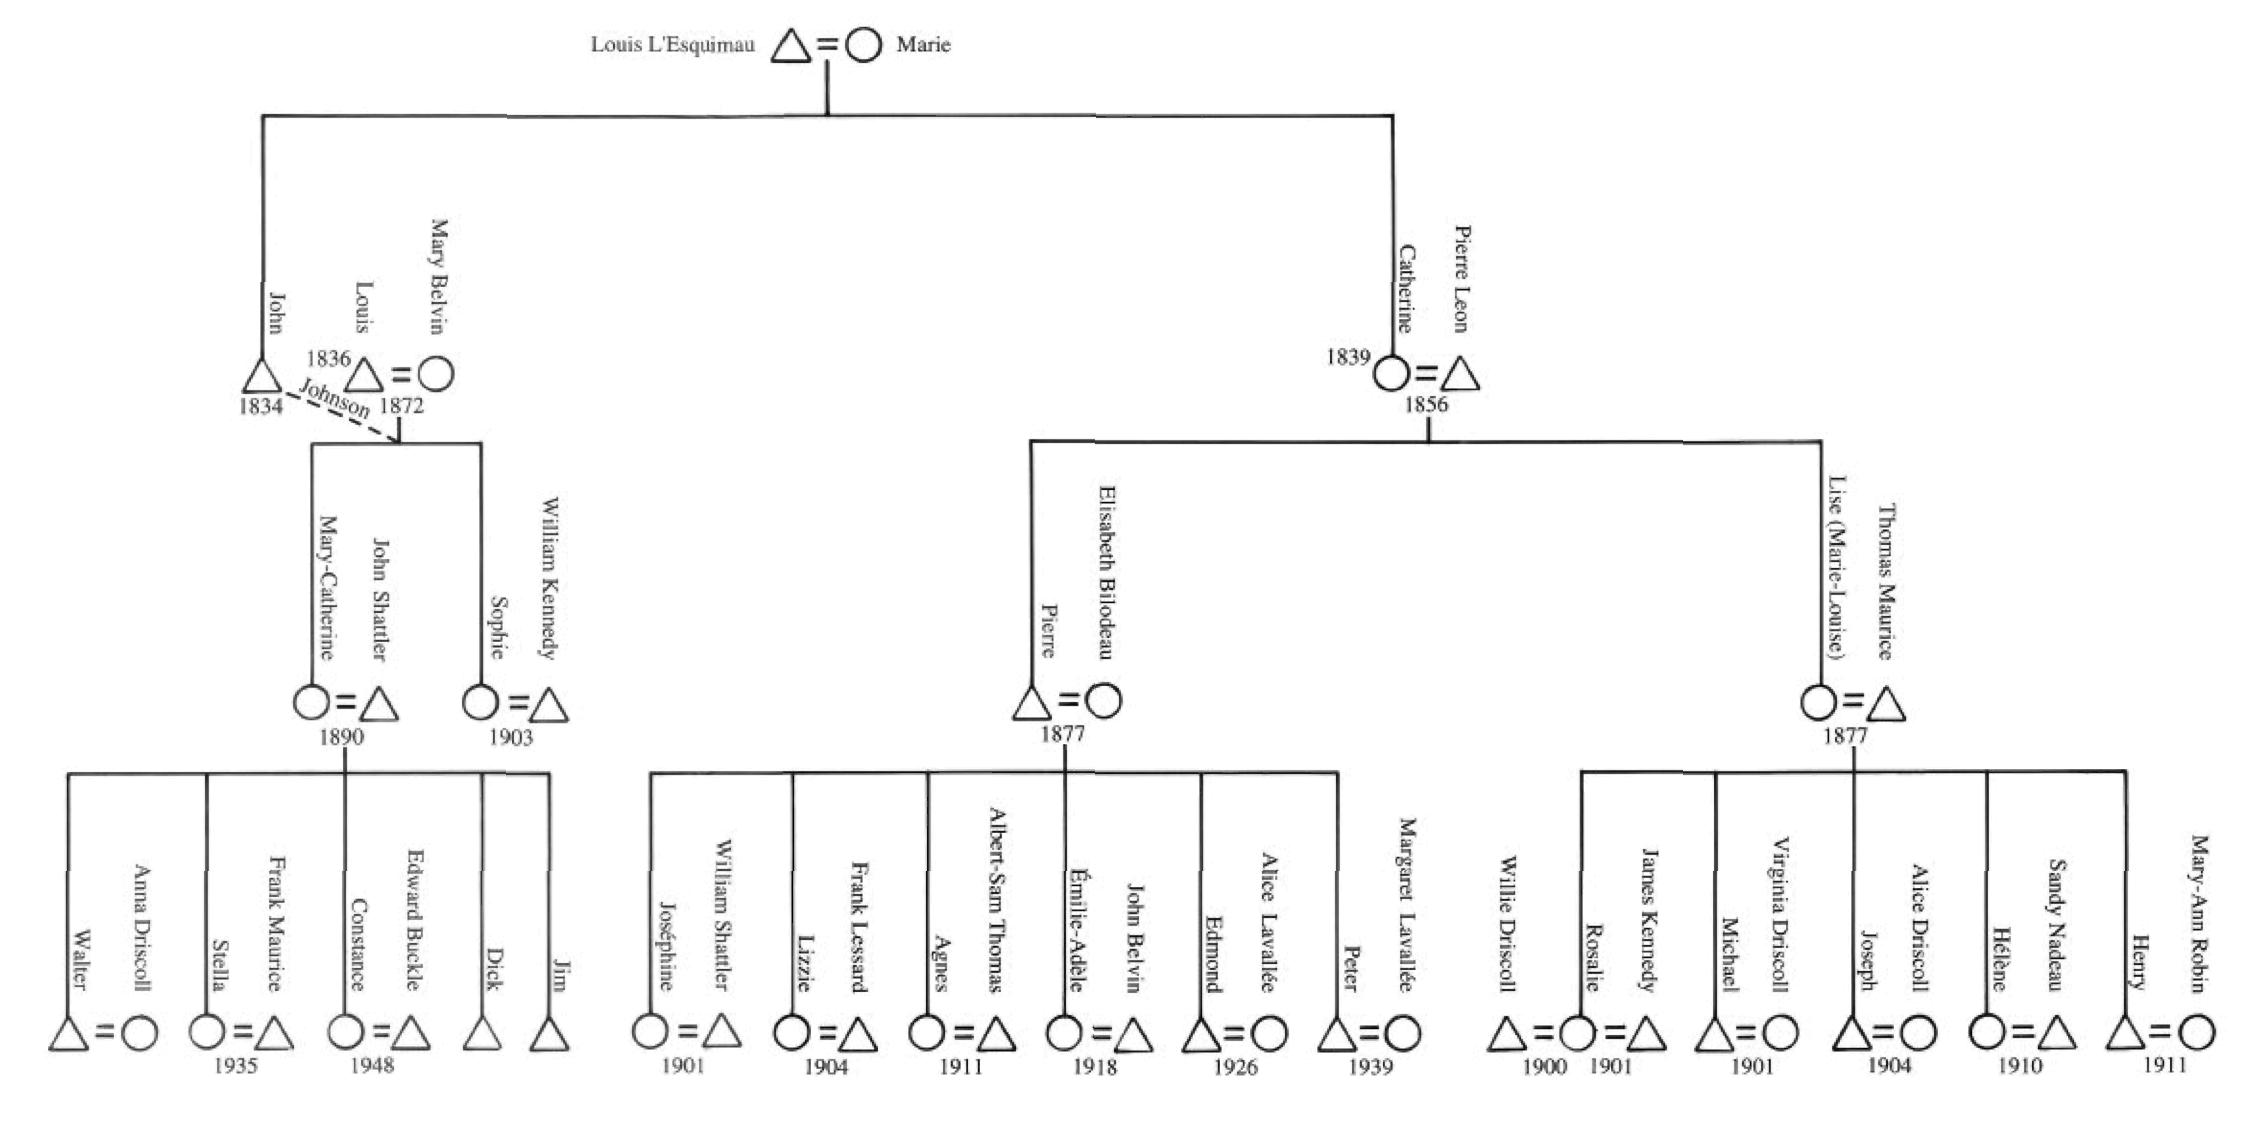 Louis L'Esquimau
Marie
John
Louis
Mary Belvin
Catherine
Pierre Leon
1836
1839
1834
Johnson
1872
1856
Mary-Catherine
John Shattler
Sophie
William Kennedy
Pierre
Elisabeth Bilodeau
Lise (Marie-Louise)
Thomas Maurice
1890
1903
1877
1877
Walter
Anna Driscoll
Stella
Frank Maurice
Constance
Edward Buckle
Dick
Jim
Joséphine
William Shattler
Lizzie
Frank Lessard
Agnes
Albert-Sam Thomas
Émilie-Adèle
John Belvin
Edmond
Alice Lavallée
Peter
Margaret Lavallée
Willie Driscoll
Rosalie
James Kennedy
Michael
Virginia Driscoll
Joseph
Alice Driscoll
Hélène
Sandy Nadeau
Henry
Mary-Ann Robin
1935
1948
1901
1904
1911
1918
1926
1939
1900
1901
1901
1904
1910
1911